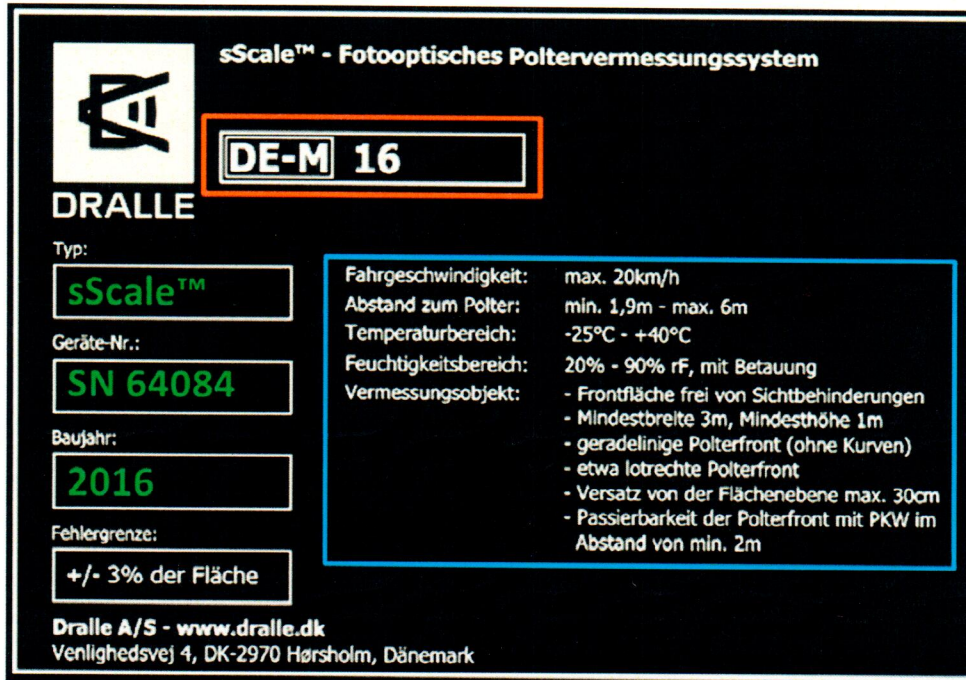 sScale™ - Fotooptisches Poltervermessungssystem
DE-M 16
DRALLE
Typ:
sScale™
Geräte-Nr.:
SN 64084
Baujahr:
2016
Fehlergrenze:
+/- 3% der Fläche
Fahrgeschwindigkeit: max. 20km/h
Abstand zum Polter: min. 1,9m - max. 6m
Temperaturbereich: -25°C - +40°C
Feuchtigkeitsbereich: 20% - 90% rF, mit Betauung
Vermessungsobjekt: - Frontfläche frei von Sichtbehinderungen
- Mindestbreite 3m, Mindesthöhe 1m
- geradelinige Polterfront (ohne Kurven)
- etwa lotrechte Polterfront
- Versatz von der Flächenebene max. 30cm
- Passierbarkeit der Polterfront mit PKW im
Abstand von min. 2m
Dralle A/S - www.dralle.dk
Venlighedsvej 4, DK-2970 Hørsholm, Dänemark